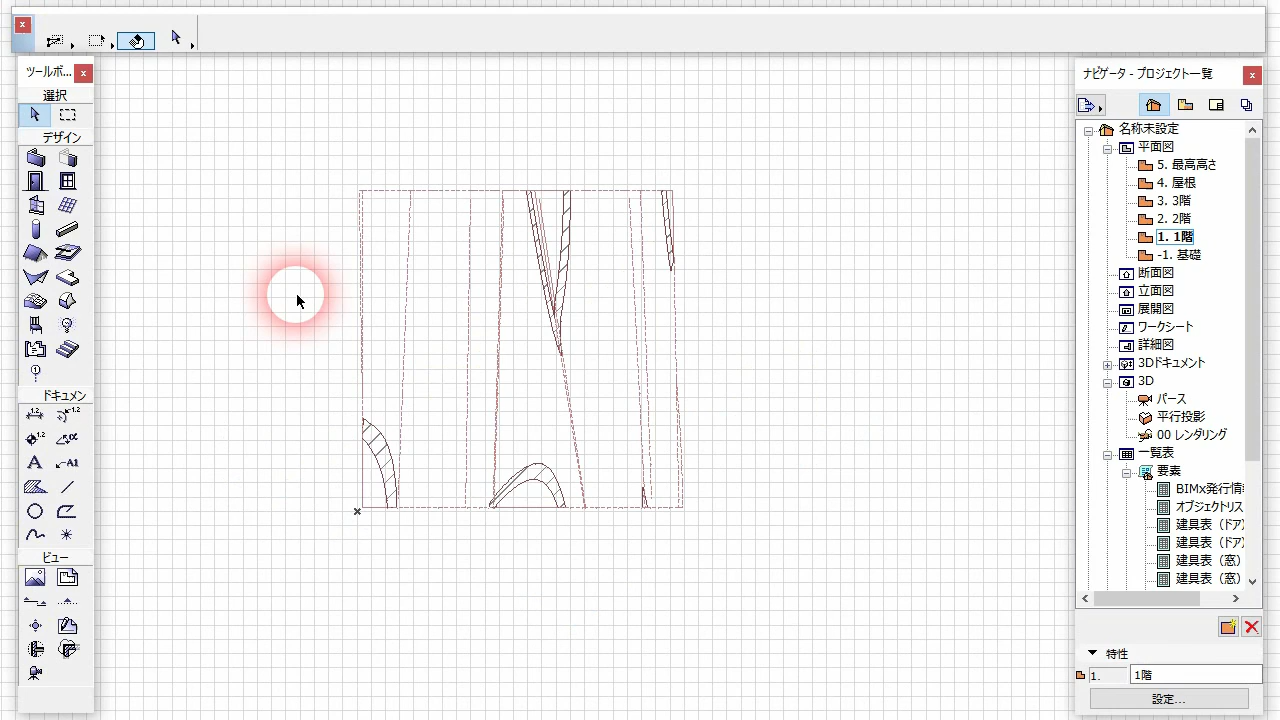 ツールボ...
選択
デザイン
ドキュメン
1.2
1.2
1.2
α
A
A1
ビュー
ナビゲータ - プロジェクト一覧
名称未設定
平面図
5. 最高高さ
4. 屋根
3. 3階
2. 2階
1. 1階
-1. 基礎
断面図
立面図
展開図
ワークシート
詳細図
3Dドキュメント
3D
パース
平行投影
00 レンダリング
一覧表
要素
BIMx発行情
オブジェクトリス
建具表（ドア
建具表（ドア
建具表（窓）
建具表（窓）
特性
1.
1階
設定...